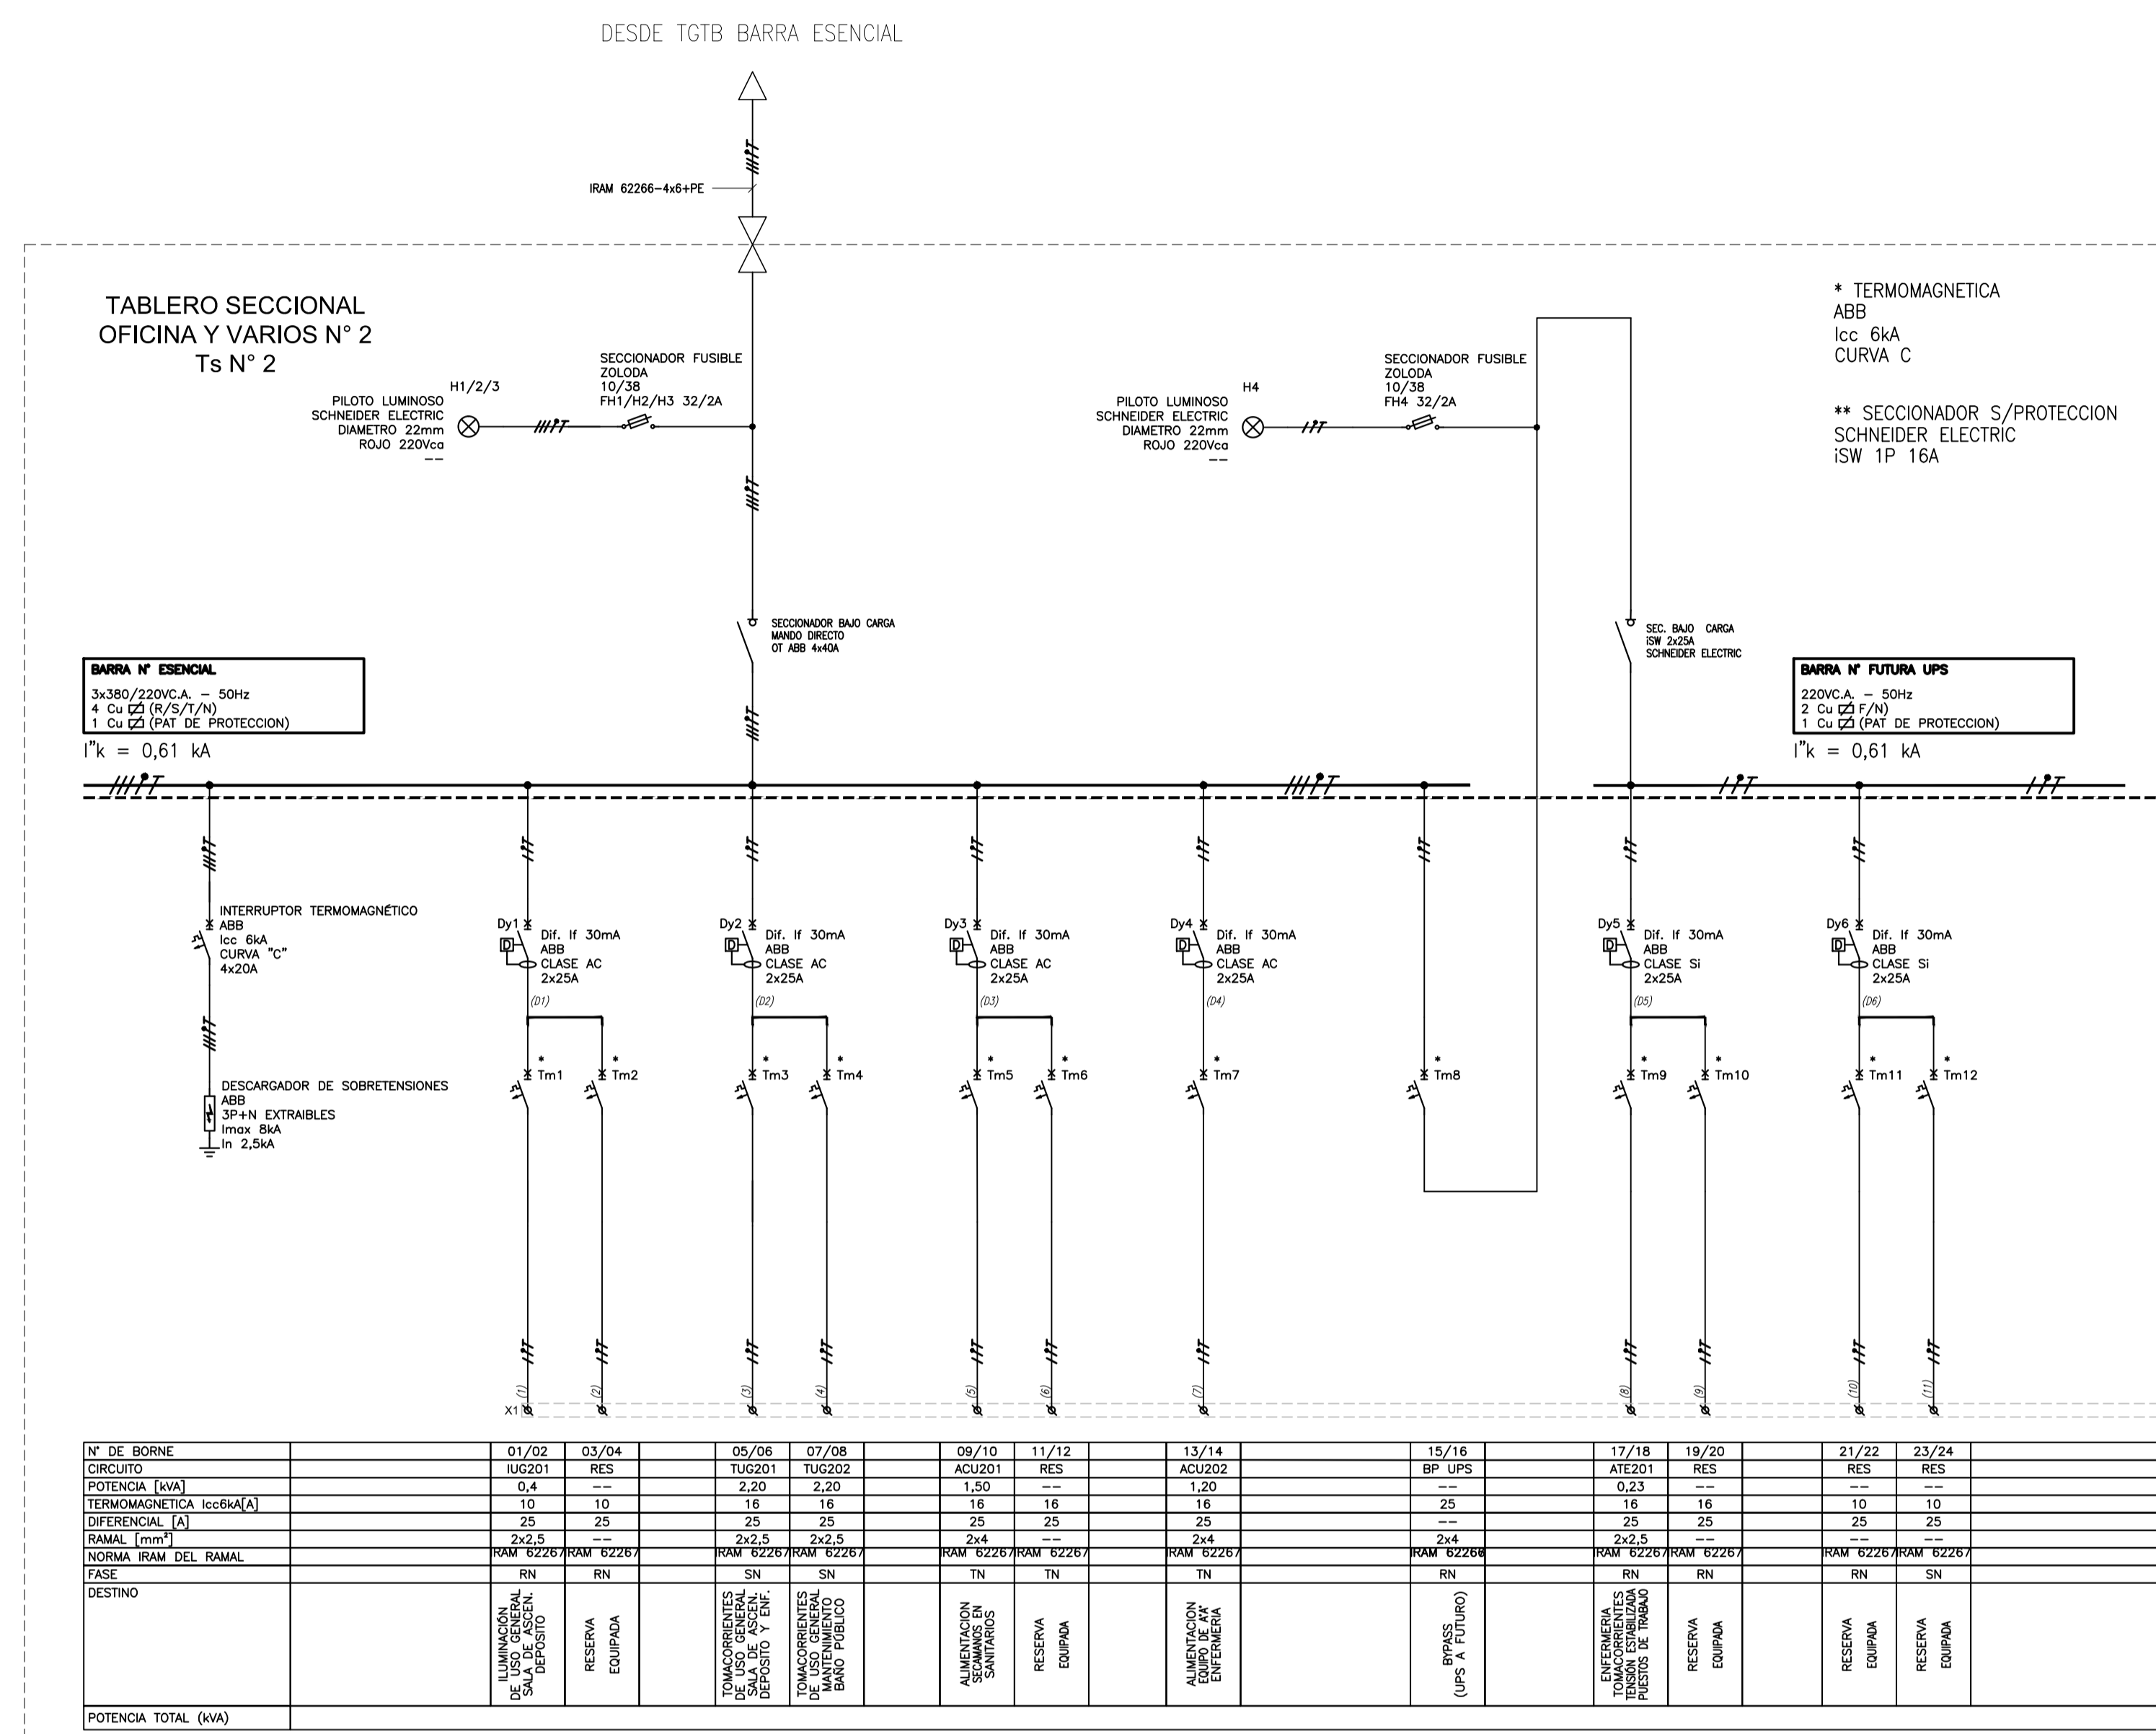 DESDE TGTB BARRA ESENCIAL
IRAM 62266-4x6+PE
TABLERO SECCIONAL
OFICINA Y VARIOS N° 2
Ts N° 2
H1/2/3
PILOTO LUMINOSO
SCHNEIDER ELECTRIC
DIAMETRO 22mm
ROJO 220Vca
--
SECCIONADOR FUSIBLE
ZOLODA
10/38
FH1/H2/H3 32/2A
H4
PILOTO LUMINOSO
SCHNEIDER ELECTRIC
DIAMETRO 22mm
ROJO 220Vca
--
SECCIONADOR FUSIBLE
ZOLODA
10/38
FH4 32/2A
* TERMOMAGNETICA
ABB
Icc 6kA
CURVA C
** SECCIONADOR S/PROTECCION
SCHNEIDER ELECTRIC
iSW 1P 16A
SECCIONADOR BAJO CARGA
MANDO DIRECTO
OT ABB 4x40A
SEC. BAJO CARGA
iSW 2x25A
SCHNEIDER ELECTRIC
BARRA N° ESENCIAL
3x380/220VC.A. - 50Hz
4 Cu (R/S/T/N)
1 Cu (PAT DE PROTECCION)
I"k = 0,61 kA
BARRA N° FUTURA UPS
220VC.A. - 50Hz
2 Cu F/N)
1 Cu (PAT DE PROTECCION)
I"k = 0,61 kA
INTERRUPTOR TERMOMAGNÉTICO
ABB
Icc 6kA
CURVA "C"
4x20A
DESCARGADOR DE SOBRETENSIONES
ABB
3P+N EXTRAIBLES
Imax 8kA
In 2,5kA
Dy1
D
Dif. If 30mA
ABB
CLASE AC
2x25A
(D1)
Dy2
D
Dif. If 30mA
ABB
CLASE AC
2x25A
(D2)
Dy3
D
Dif. If 30mA
ABB
CLASE AC
2x25A
(D3)
Dy4
D
Dif. If 30mA
ABB
CLASE AC
2x25A
(D4)
Dy5
D
Dif. If 30mA
ABB
CLASE Si
2x25A
(D5)
Dy6
D
Dif. If 30mA
ABB
CLASE Si
2x25A
(D6)
* * * * * * * * * * * *
Tm1 Tm2 Tm3 Tm4 Tm5 Tm6 Tm7 Tm8 Tm9 Tm10 Tm11 Tm12
(1) (2) (3) (4) (5) (6) (7) (8) (9) (10) (11)
X1
N° DE BORNE 01/02 03/04 05/06 07/08 09/10 11/12 13/14 15/16 17/18 19/20 21/22 23/24
CIRCUITO IUG201 RES TUG201 TUG202 ACU201 RES ACU202 BP UPS ATE201 RES RES RES
POTENCIA [kVA] 0,4 -- 2,20 2,20 1,50 -- 1,20 -- 0,23 -- -- --
TERMOMAGNETICA Icc6kA[A] 10 10 16 16 16 16 16 25 16 16 10 10
DIFERENCIAL [A] 25 25 25 25 25 25 25 -- 25 25 25 25
RAMAL [mm²] 2x2,5 -- 2x2,5 2x2,5 2x4 -- 2x4 2x4 2x2,5 -- -- --
NORMA IRAM DEL RAMAL IRAM 62267 IRAM 62267 IRAM 62267 IRAM 62267 IRAM 62267 IRAM 62267 IRAM 62267 IRAM IRAM 62267 IRAM 62267 IRAM 62267 IRAM 62267
FASE RN RN SN SN TN TN TN RN RN RN RN SN
DESTINO
ILUMINACIÓN
DE USO GENERAL
SALA DE ASCEN.
DEPOSITO
RESERVA
EQUIPADA
TOMACORRIENTES
DE USO GENERAL
SALA DE ASCEN.
DEPOSITO Y ENF.
TOMACORRIENTES
DE USO GENERAL
MANTENIMIENTO
BAÑO PÚBLICO
ALIMENTACION
SECAMANOS EN
SANITARIOS
RESERVA
EQUIPADA
ALIMENTACION
EQUIPO DE A°A°
ENFERMERIA
BYPASS
(UPS A FUTURO)
ENFERMERIA
TOMACORRIENTES
TENSIÓN ESTABILIZADA
PUESTOS DE TRABAJO
RESERVA
EQUIPADA
RESERVA
EQUIPADA
RESERVA
EQUIPADA
POTENCIA TOTAL (kVA)